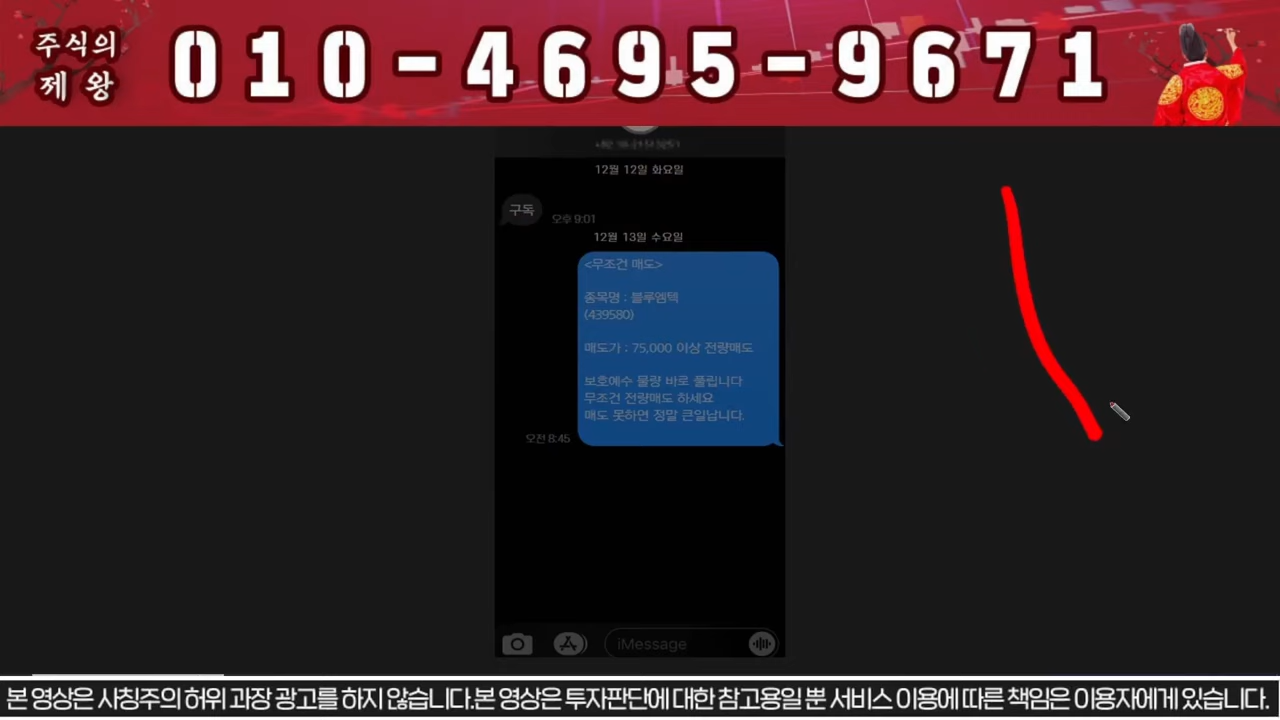 주식의
제 왕
010-4695-9671
12월 12일 화요일
구독
오후 9:01
12월 13일 수요일
<무조건 매도>
종목명 : 블루엠텍
(439580)
매도가 : 75,000 이상 전량매도
보호예수 물량 바로 풀립니다
무조건 전량매도 하세요
매도 못하면 정말 큰일납니다.
오전 8:45
iMessage
본 영상은 사칭주의 허위 과장 광고를 하지 않습니다.본 영상은 투자판단에 대한 참고용일 뿐 서비스 이용에 따른 책임은 이용자에게 있습니다.